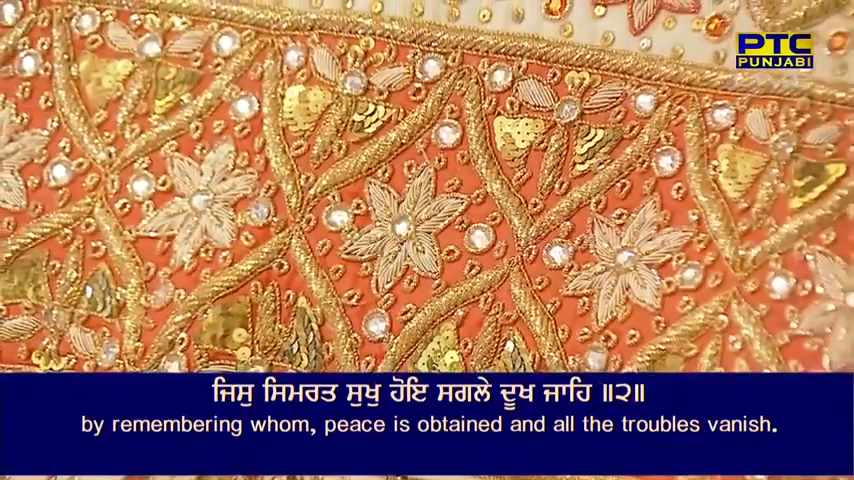 PTC
PUNJABI
ਜਿਸੁ ਸਿਮਰਤ ਸੁਖੁ ਹੋਇ ਸਗਲੇ ਦੂਖ ਜਾਹਿ ॥੨॥
by remembering whom, peace is obtained and all the troubles vanish.